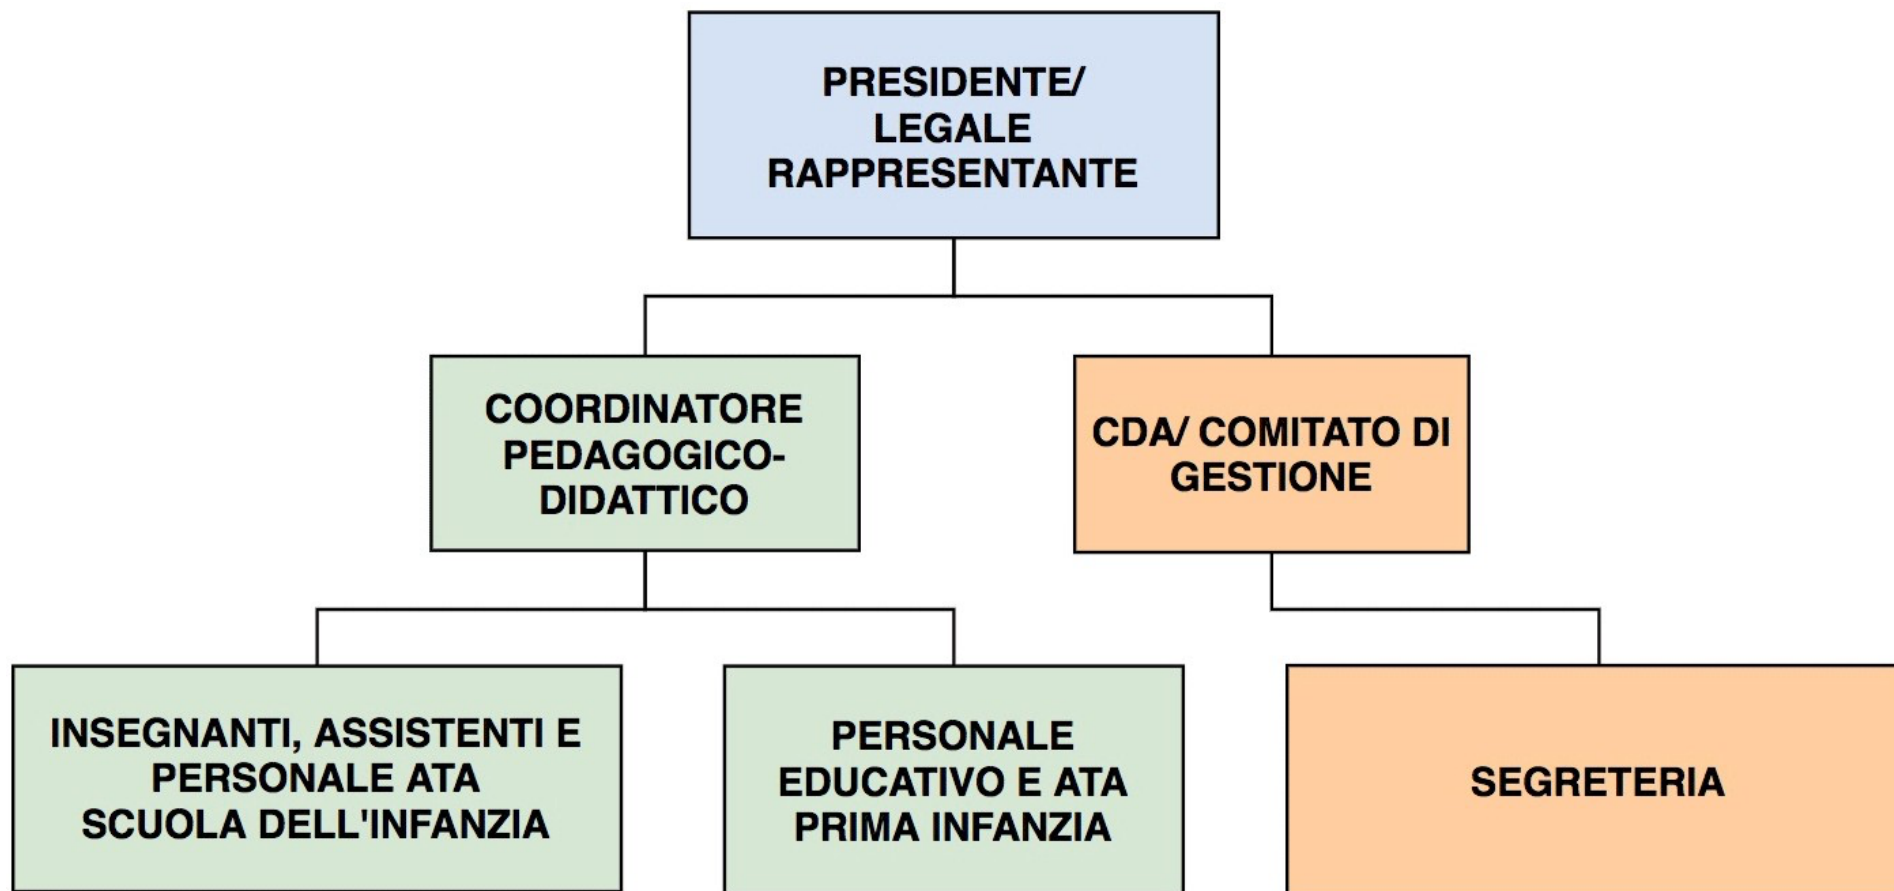 PRESIDENTE/
LEGALE
RAPPRESENTANTE
COORDINATORE
PEDAGOGICO-
DIDATTICO
CDA/ COMITATO DI
GESTIONE
INSEGNANTI, ASSISTENTI E
PERSONALE ATA
SCUOLA DELL'INFANZIA
PERSONALE
EDUCATIVO E ATA
PRIMA INFANZIA
SEGRETERIA